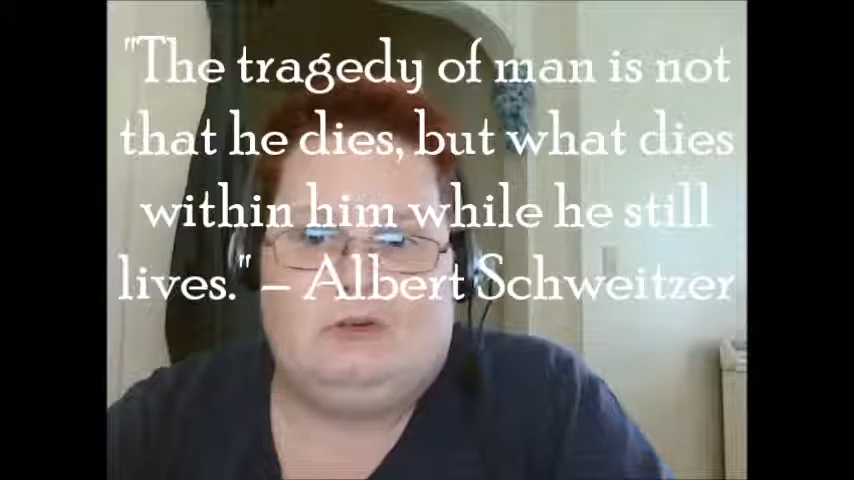 "The tragedy of man is not
that he dies, but what dies
within him while he still
lives." – Albert Schweitzer